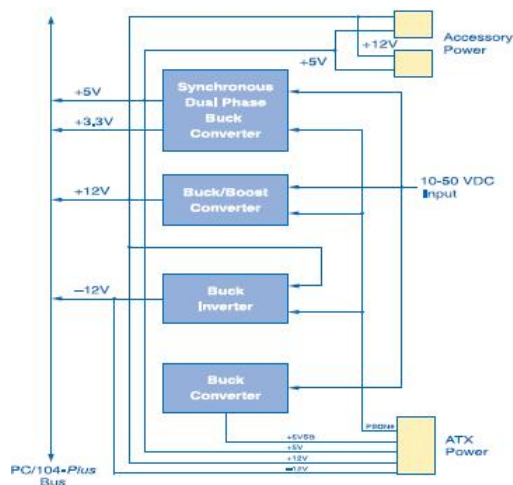 Accessory
Power
+12V
+5V
Synchronous
Dual Phase
Buck
Converter
+5V
+3.3V
Buck/Boost
Converter
+12V
10-50 VDC
Input
Buck
Inverter
–12V
Buck
Converter
PSON#
+5VSB
+5V
+12V
–12V
ATX
Power
PC/104-Plus
Bus